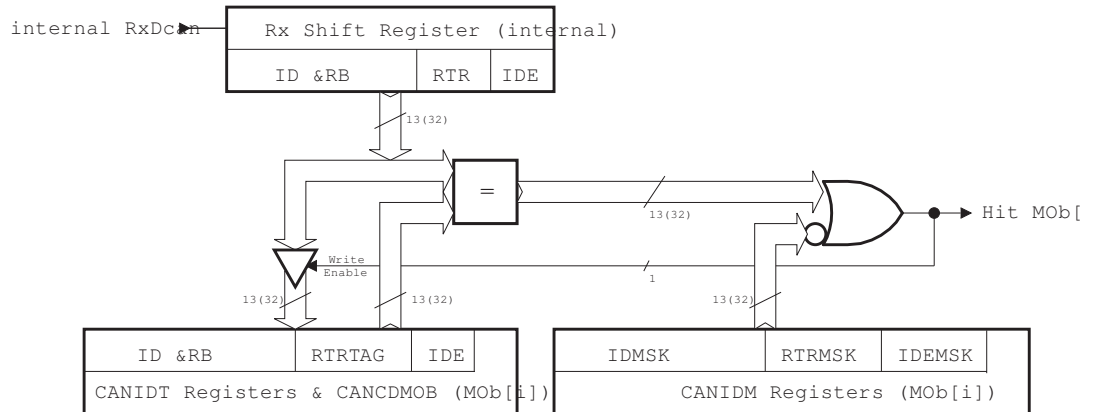 internal RxDcan
Rx Shift Register (internal)
ID &RB RTR IDE
13(32)
=
13(32)
Hit MOb[
Write
Enable
1
13(32) 13(32) 13(32)
ID &RB RTRTAG IDE
IDMSK RTRMSK IDEMSK
CANIDT Registers & CANCDMOB (MOb[i])
CANIDM Registers (MOb[i])